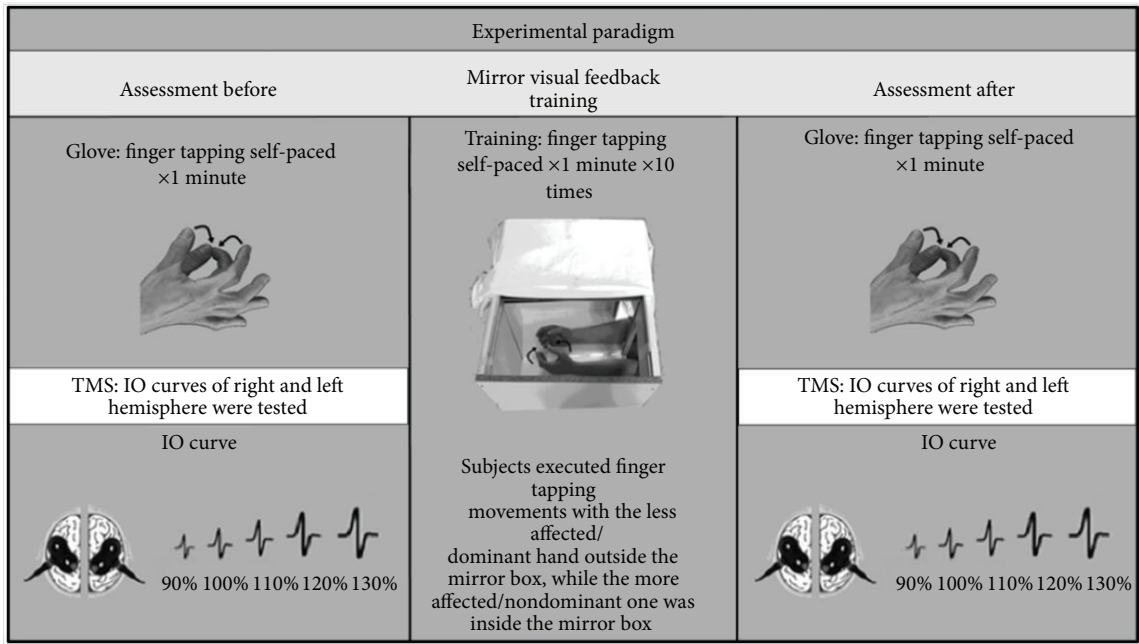 Experimental paradigm
Assessment before
Mirror visual feedback
training
Assessment after
Glove: finger tapping self-paced
×1 minute
TMS: IO curves of right and left
hemisphere were tested
IO curve
90% 100% 110% 120% 130%
Training: finger tapping
self-paced ×1 minute ×10
times
Subjects executed finger
tapping
movements with the less
affected/
dominant hand outside the
mirror box, while the more
affected/nondominant one was
inside the mirror box
Glove: finger tapping self-paced
×1 minute
TMS: IO curves of right and left
hemisphere were tested
IO curve
90% 100% 110% 120% 130%